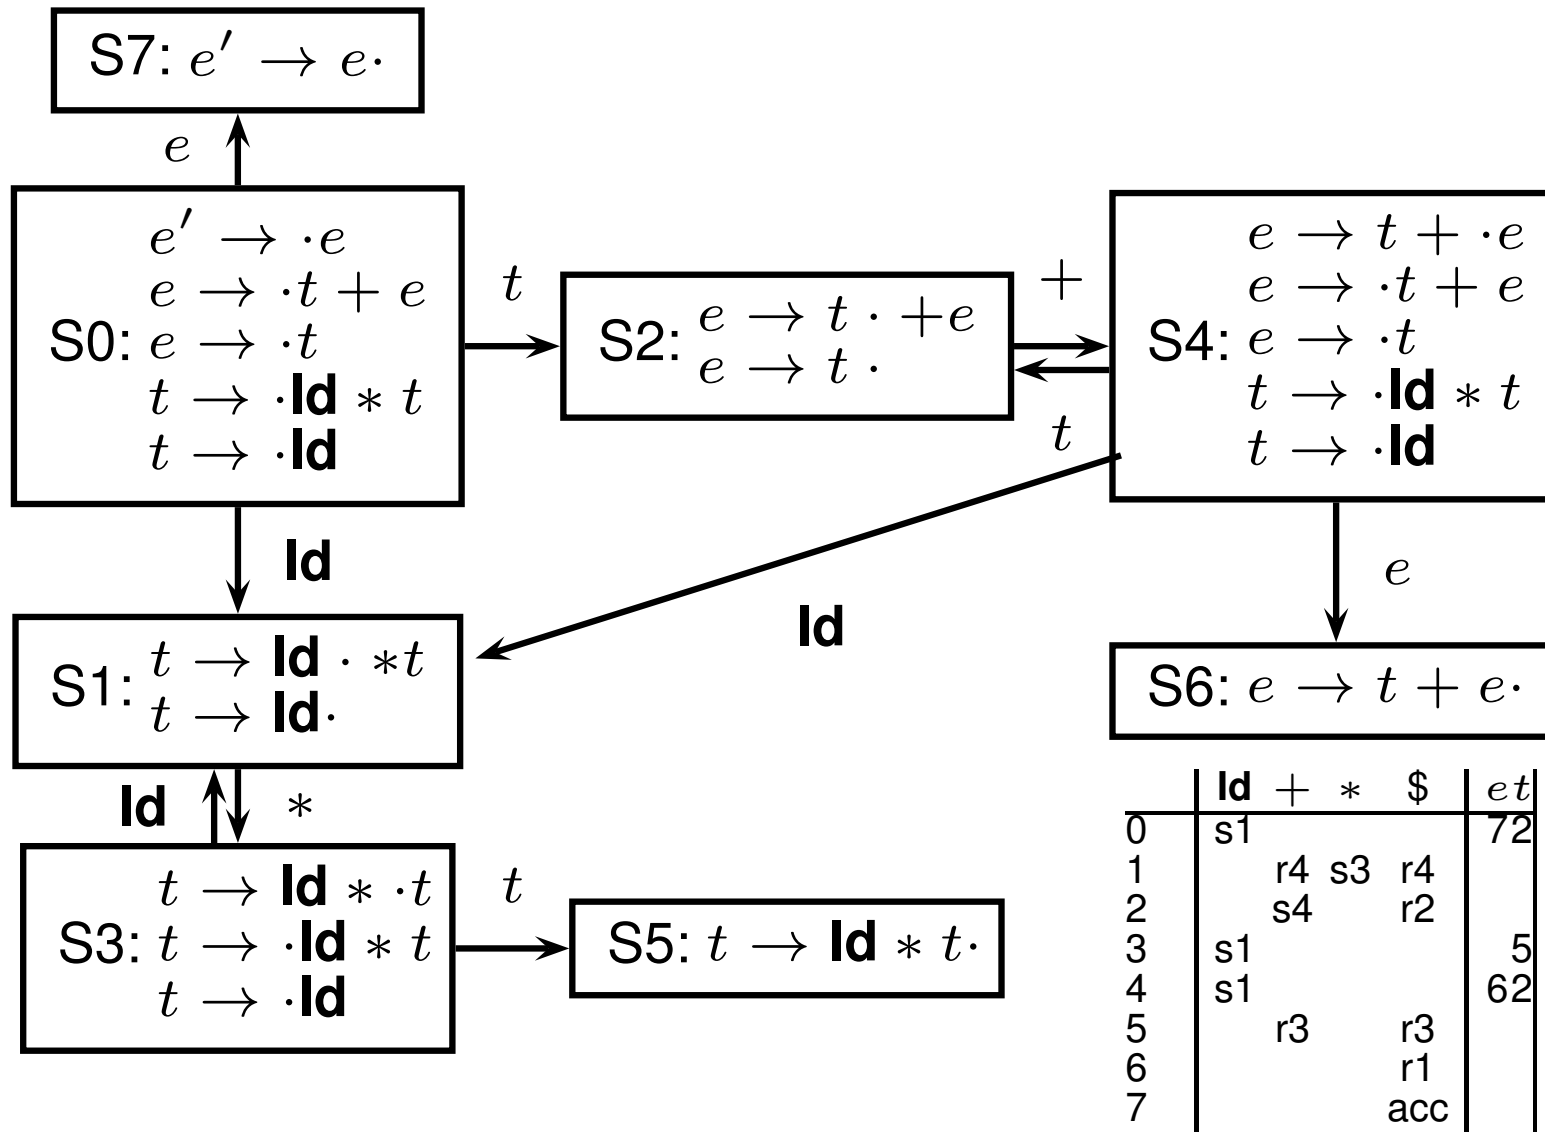 S7: e′ → e·
e
S0:
e′ → ·e
e → ·t + e
e → ·t
t → ·Id ∗ t
t → ·Id
t
S2:
e → t · +e
e → t ·
+
t
S4:
e → t + ·e
e → ·t + e
e → ·t
t → ·Id ∗ t
t → ·Id
Id
Id
e
S1:
t → Id · ∗t
t → Id·
S6: e → t + e·
Id
∗
S3:
t → Id ∗ ·t
t → ·Id ∗ t
t → ·Id
t
S5: t → Id ∗ t·
Id + ∗ $ e t
0 s1 7 2
1 r4 s3 r4
2 s4 r2
3 s1 5
4 s1 6 2
5 r3 r3
6 r1
7 acc